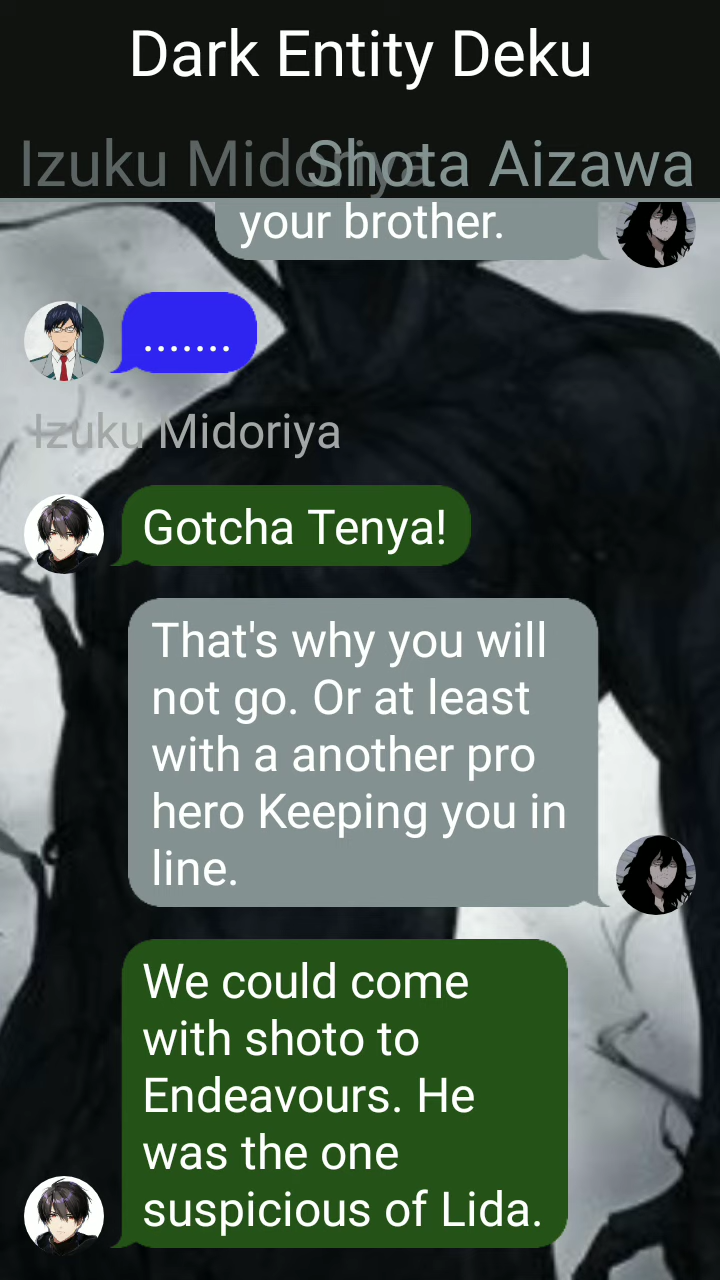 Dark Entity Deku
Izuku Midoriya
Shota Aizawa
your brother.
.......
Izuku Midoriya
Gotcha Tenya!
That's why you will
not go. Or at least
with a another pro
hero Keeping you in
line.
We could come
with shoto to
Endeavours. He
was the one
suspicious of Lida.